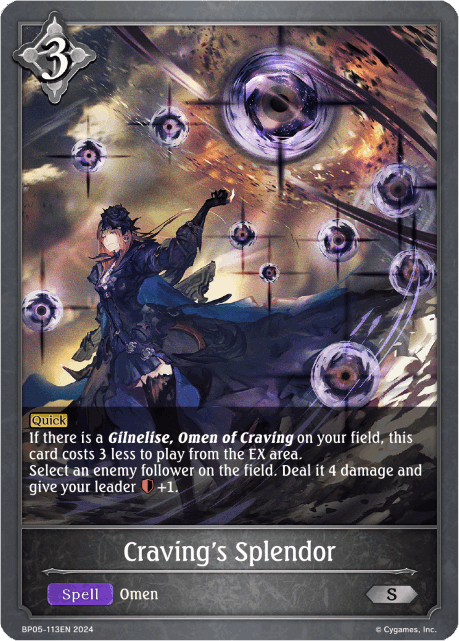 3
Quick
If there is a Gilnelise, Omen of Craving on your field, this
card costs 3 less to play from the EX area.
Select an enemy follower on the field. Deal it 4 damage and
give your leader +1.
Craving's Splendor
Spell Omen S
BP05-113EN 2024 © Cygames, Inc.